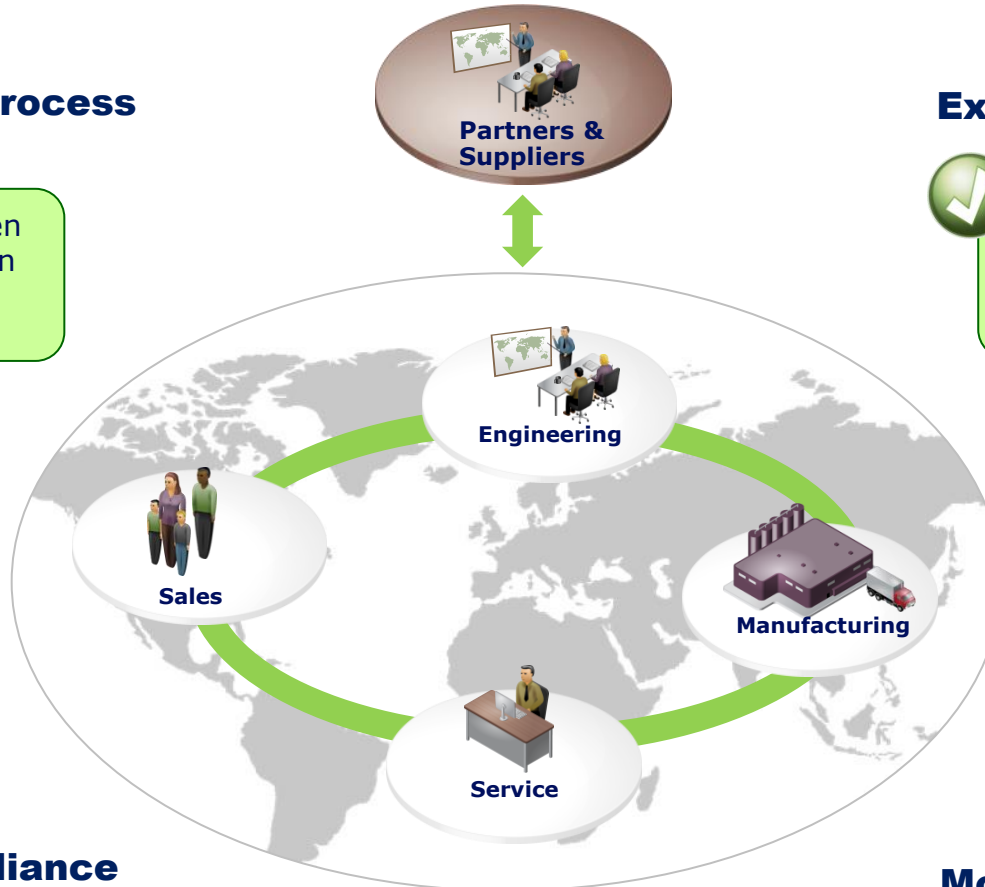 Partners &
Suppliers
rocess
Ex
en
n
Engineering
Sales
Manufacturing
Service
liance
Mo